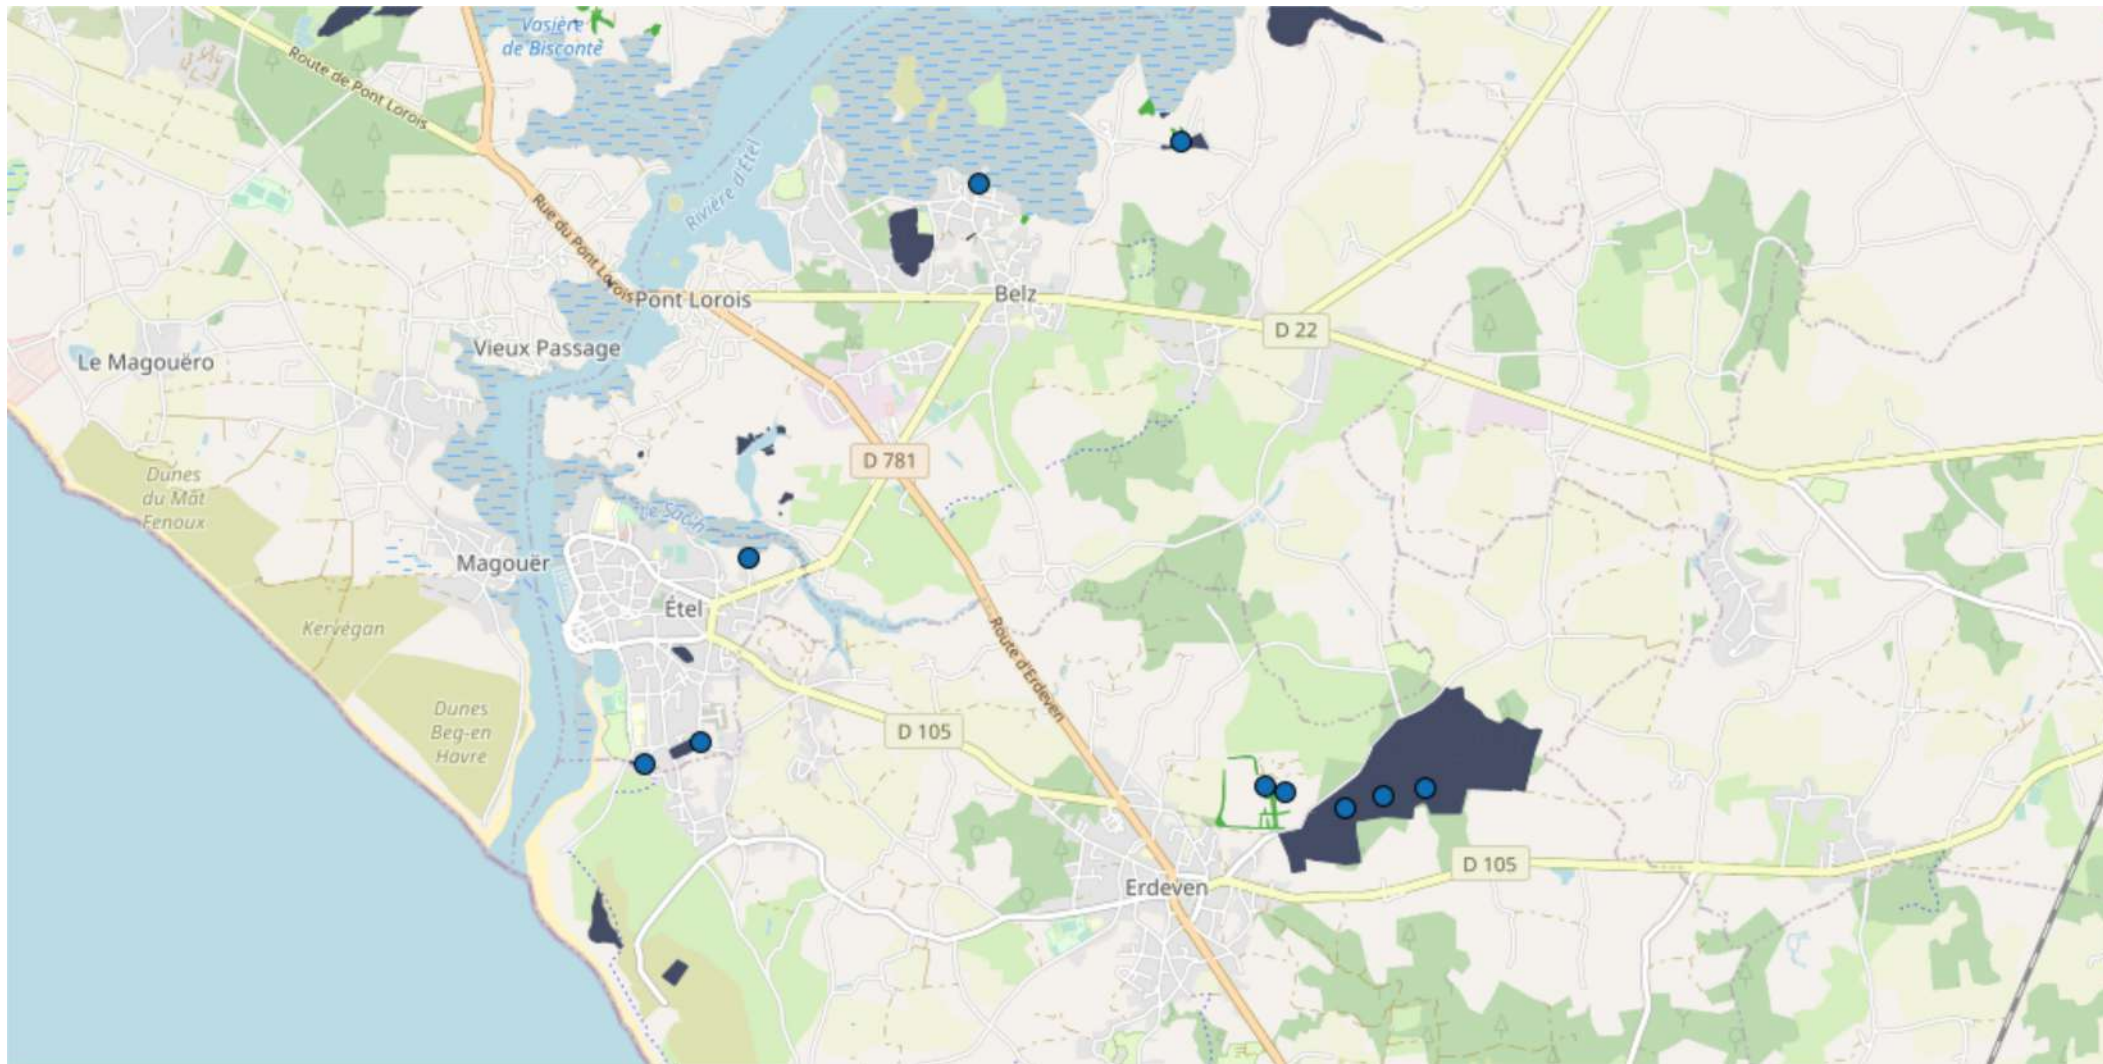 Vasière
de Bisconte
Route de Pont Lorois
Rivière d'Étel
Rue du Pont Lorois
Pont Lorois
Belz
D 22
Vieux Passage
Le Magouëro
D 781
Dunes
du Mât
Fenoux
Le Sac'h
Magouër
Étel
Kervégan
Route d'Erdeven
Dunes
Beg-en
Havre
D 105
D 105
Erdeven